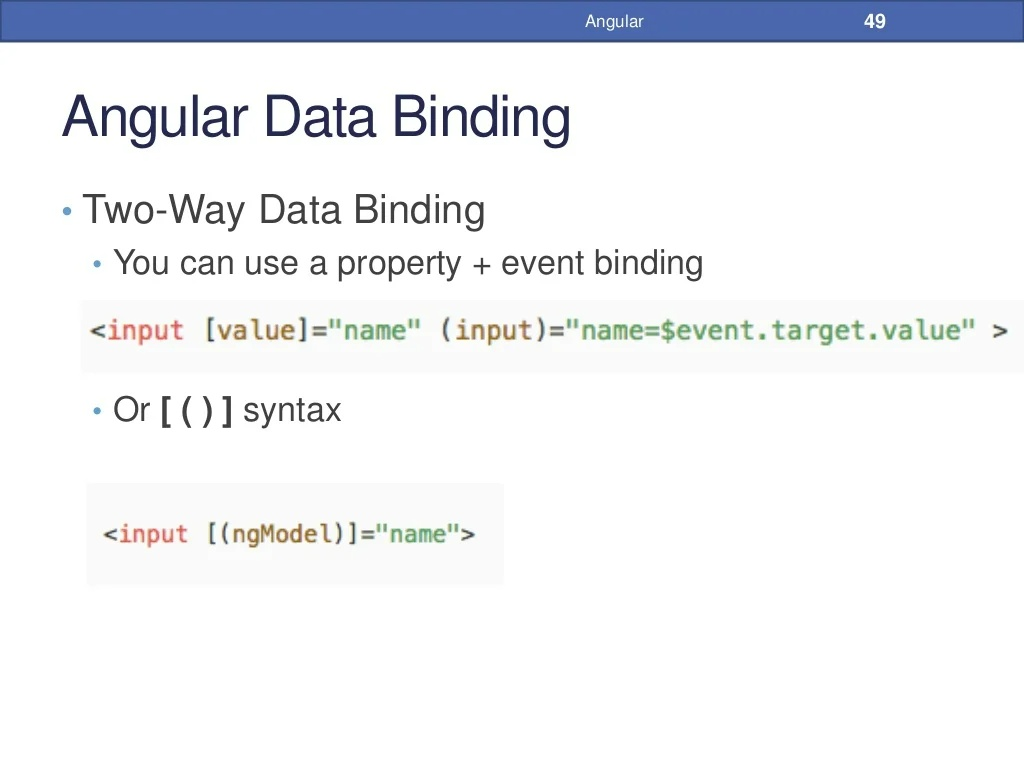 Angular 49
Angular Data Binding
• Two-Way Data Binding
• You can use a property + event binding
<input [value]="name" (input)="name=$event.target.value" >
• Or [ ( ) ] syntax
<input [(ngModel)]="name">